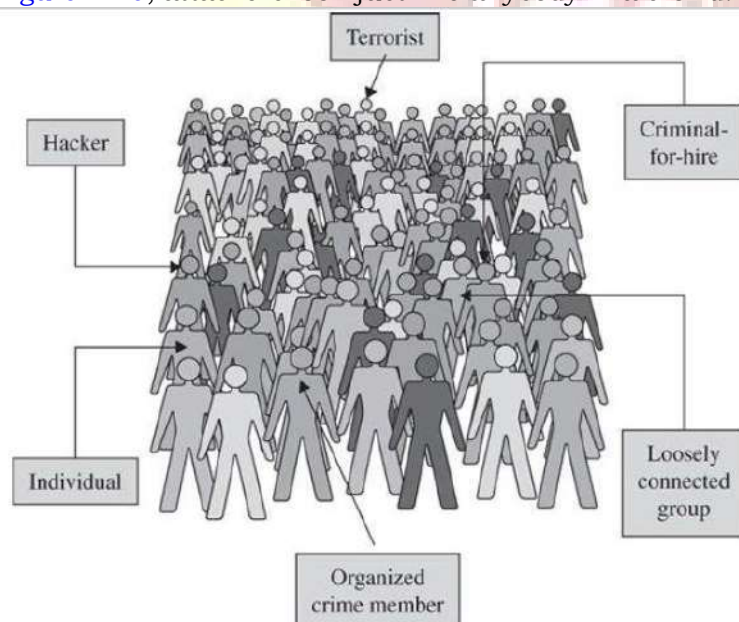 Terrorist
Hacker
Criminal-
for-hire
Individual
Loosely
connected
group
Organized
crime member